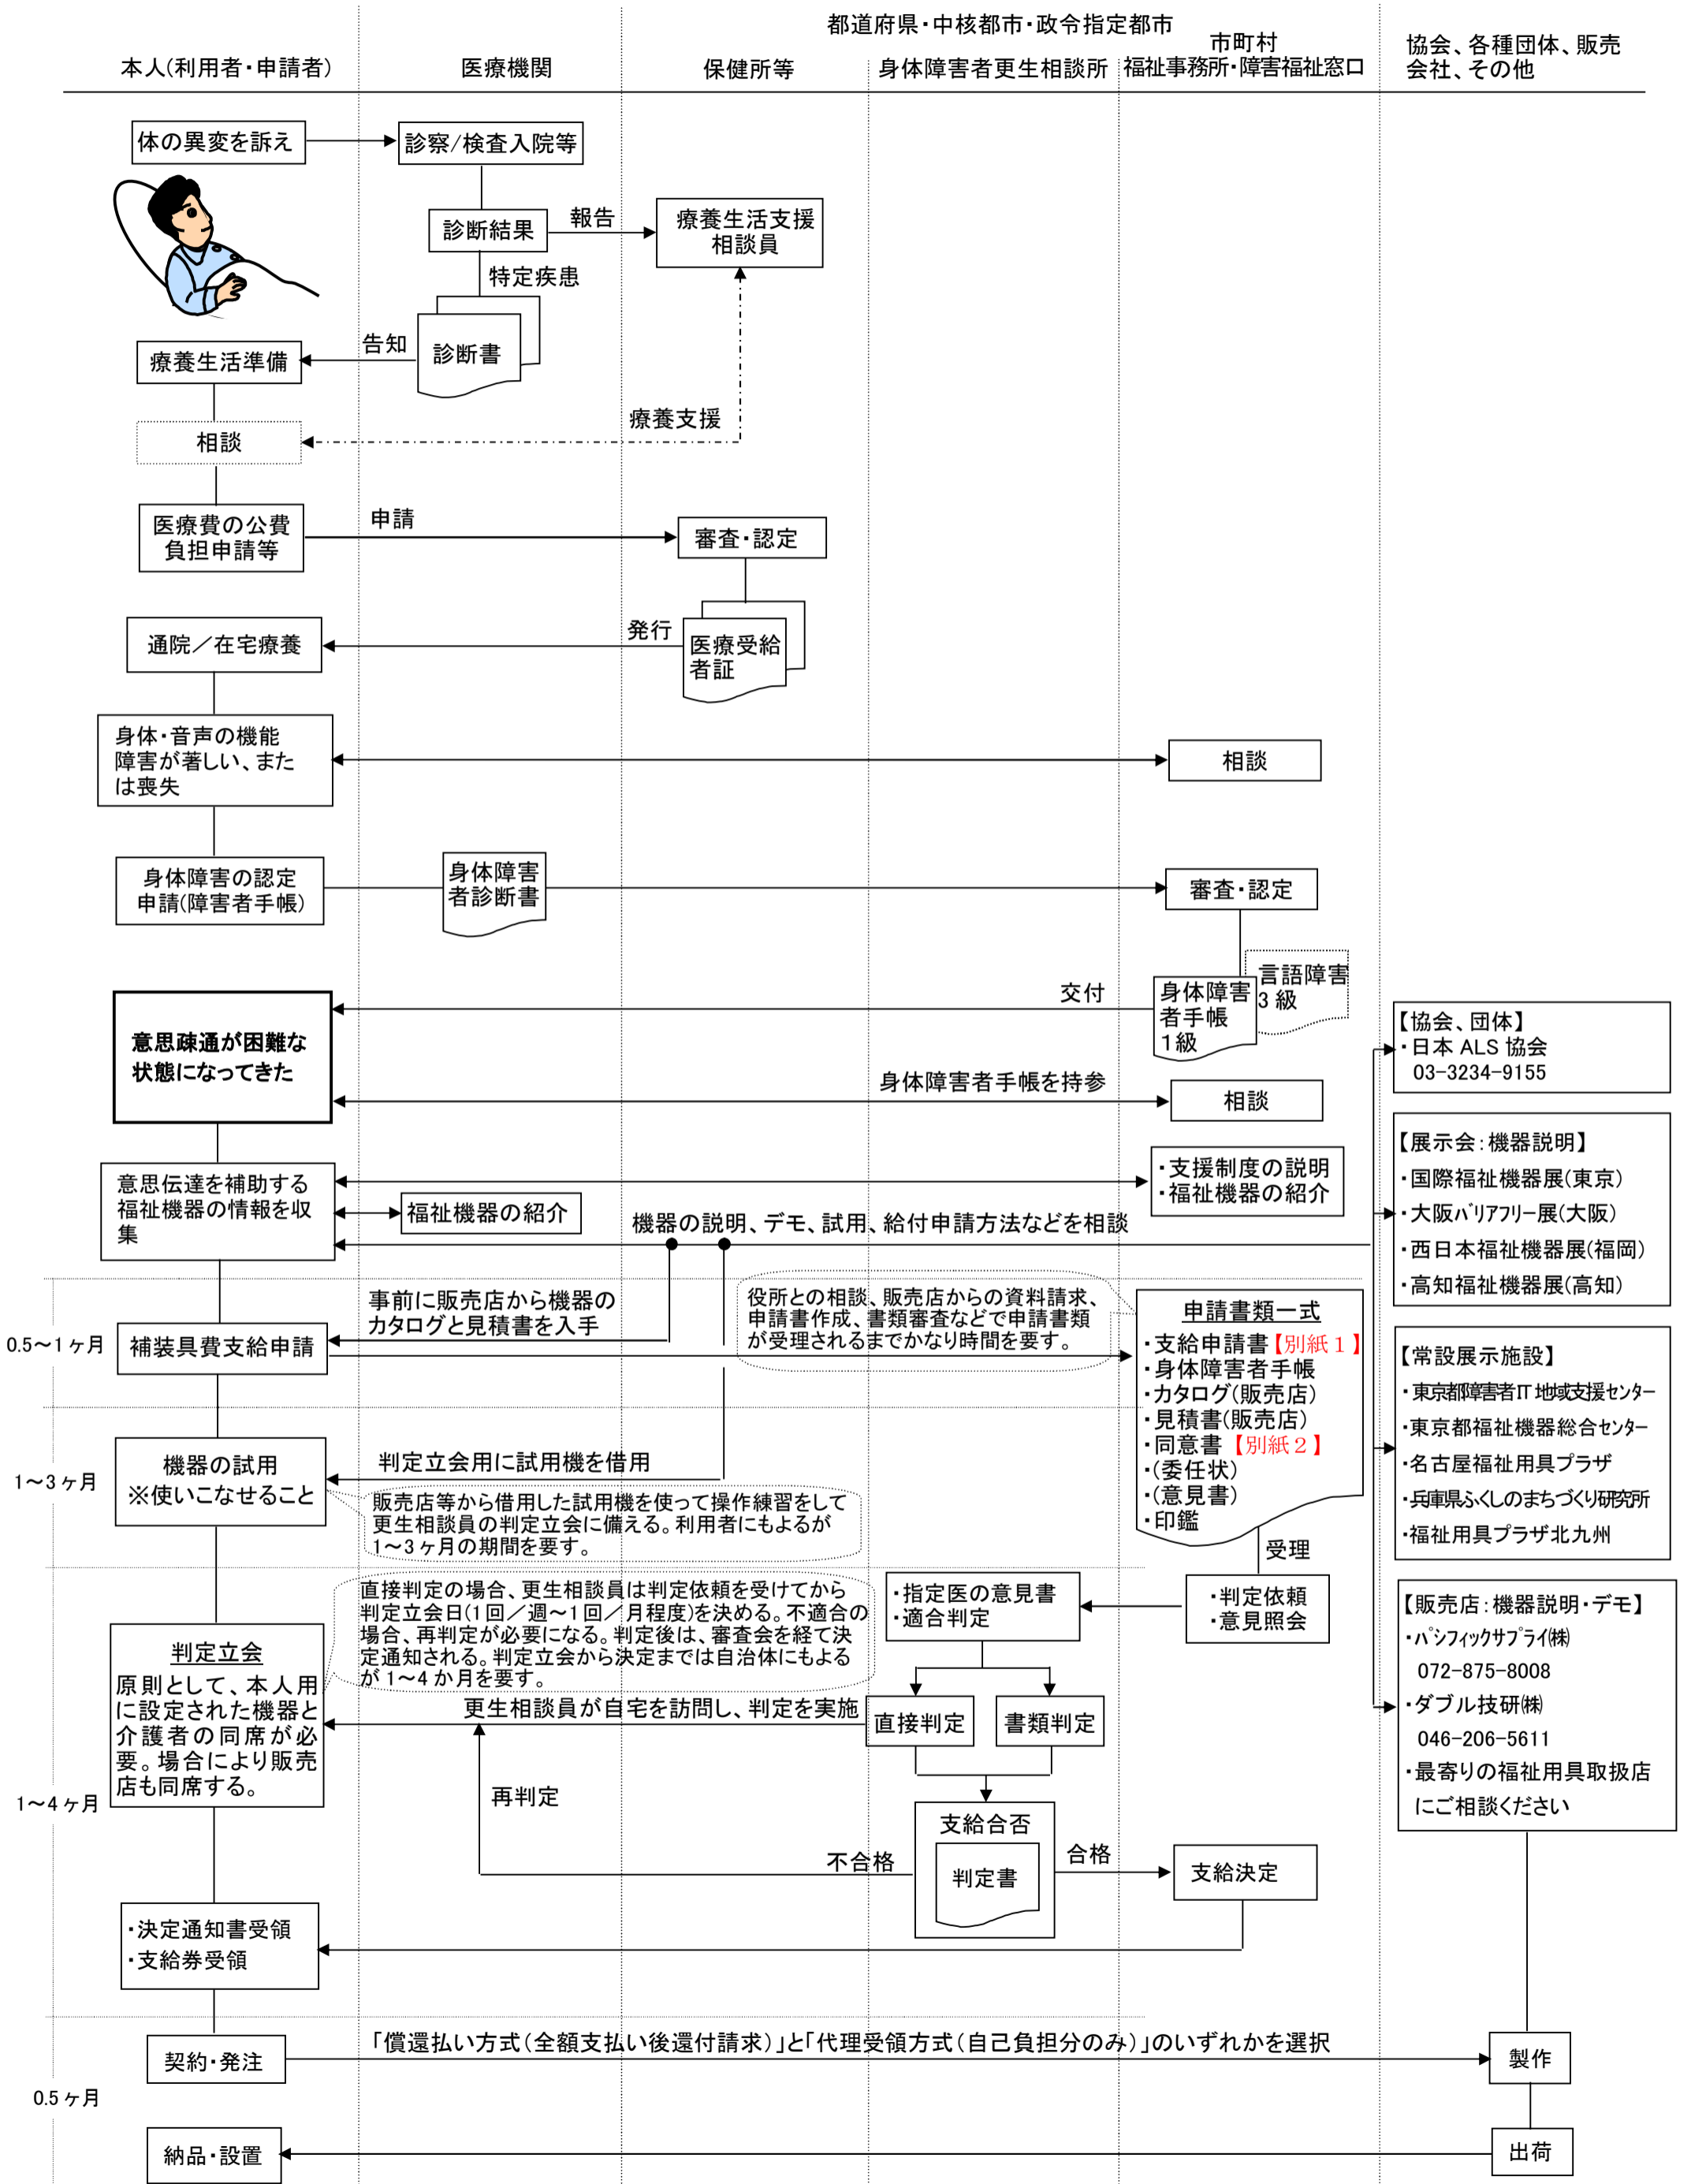 都道府県・中核都市・政令指定都市
本人(利用者・申請者)
医療機関
保健所等
身体障害者更生相談所
市町村
福祉事務所・障害福祉窓口
協会、各種団体、販売
会社、その他
体の異変を訴え
診察/検査入院等
診断結果
報告
療養生活支援
相談員
特定疾患
診断書
告知
療養生活準備
療養支援
相談
医療費の公費
負担申請等
申請
審査・認定
通院／在宅療養
発行
医療受給
者証
身体・音声の機能
障害が著しい、また
は喪失
相談
身体障害の認定
申請(障害者手帳)
身体障害
者診断書
審査・認定
言語障害
3 級
交付
身体障害
者手帳
1級
意思疎通が困難な
状態になってきた
身体障害者手帳を持参
相談
【協会、団体】
・日本 ALS 協会
03-3234-9155
意思伝達を補助する
福祉機器の情報を収
集
福祉機器の紹介
・支援制度の説明
・福祉機器の紹介
機器の説明、デモ、試用、給付申請方法などを相談
【展示会:機器説明】
・国際福祉機器展(東京)
・大阪バリアフリー展(大阪)
・西日本福祉機器展(福岡)
・高知福祉機器展(高知)
0.5～1ヶ月
補装具費支給申請
事前に販売店から機器の
カタログと見積書を入手
役所との相談、販売店からの資料請求、
申請書作成、書類審査などで申請書類
が受理されるまでかなり時間を要す。
申請書類一式
・支給申請書【別紙1】
・身体障害者手帳
・カタログ(販売店)
・見積書(販売店)
・同意書【別紙2】
・(委任状)
・(意見書)
・印鑑
受理
【常設展示施設】
・東京都障害者IT地域支援センター
・東京都福祉機器総合センター
・名古屋福祉用具プラザ
・兵庫県ふくしのまちづくり研究所
・福祉用具プラザ北九州
1～3ヶ月
機器の試用
※使いこなせること
判定立会用に試用機を借用
販売店等から借用した試用機を使って操作練習をして
更生相談員の判定立会に備える。利用者にもよるが
1～3ヶ月の期間を要す。
直接判定の場合、更生相談員は判定依頼を受けてから
判定立会日(1回／週～1回／月程度)を決める。不適合の
場合、再判定が必要になる。判定後は、審査会を経て決
定通知される。判定立会から決定までは自治体にもよる
が1～4か月を要す。
・指定医の意見書
・適合判定
・判定依頼
・意見照会
【販売店:機器説明・デモ】
・パシフィックサプライ㈱
072-875-8008
・ダブル技研㈱
046-206-5611
・最寄りの福祉用具取扱店
にご相談ください
1～4ヶ月
判定立会
原則として、本人用
に設定された機器と
介護者の同席が必
要。場合により販売
店も同席する。
更生相談員が自宅を訪問し、判定を実施
直接判定
書類判定
再判定
支給合否
判定書
不合格
合格
支給決定
・決定通知書受領
・支給券受領
0.5ヶ月
契約・発注
「償還払い方式(全額支払い後還付請求)」と「代理受領方式(自己負担分のみ)」のいずれかを選択
製作
納品・設置
出荷